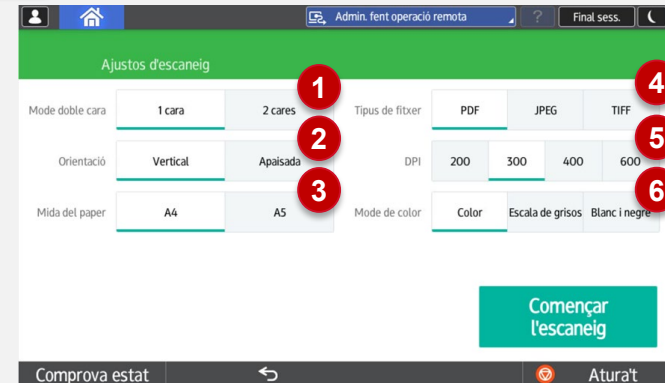 Admin. fent operació remota ? Final sess.
Ajustos d'escaneig
Mode doble cara 1 cara 2 cares 1 Tipus de fitxer PDF JPEG TIFF 4
Orientació Vertical Apaisada 2 DPI 200 300 400 600 5
Mida del paper A4 A5 3 Mode de color Color Escala de grisos Blanc i negre 6
Començar
l'escaneig
Comprova estat Atura't